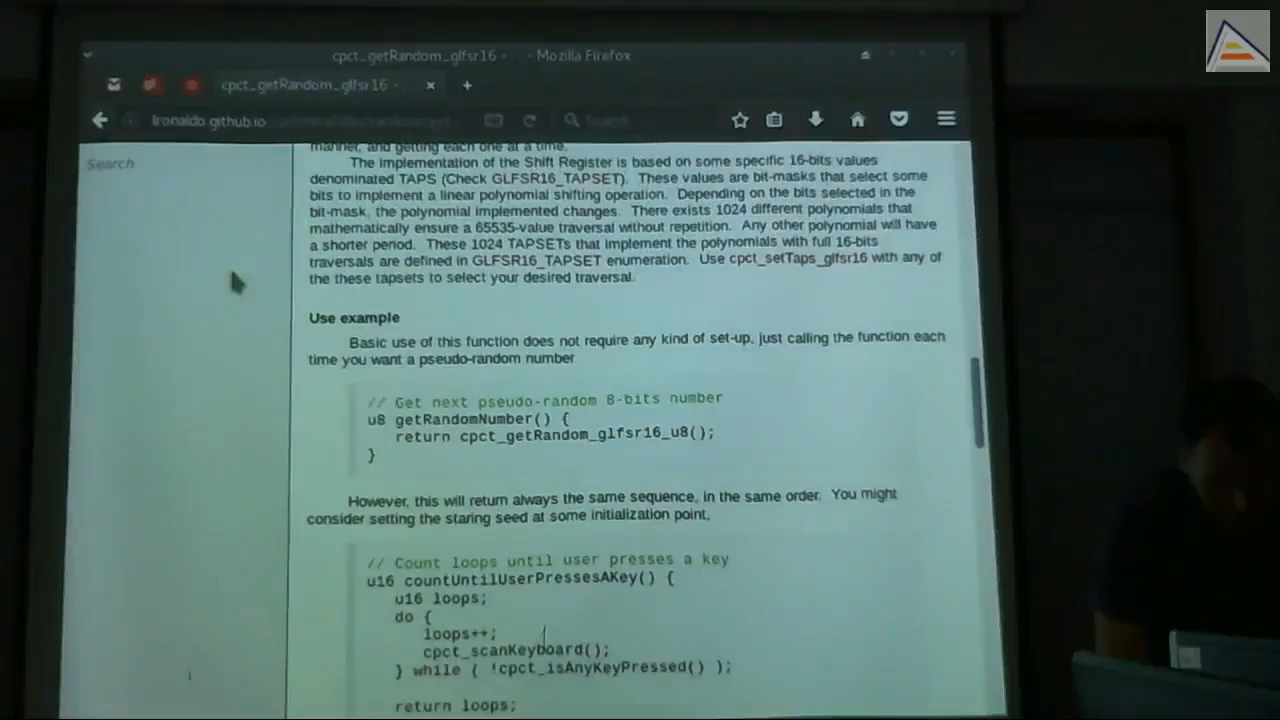 cpct_getRandom_glfsr16 - - Mozilla Firefox
cpct_getRandom_glfsr16 -
lronaldo.github.io
Search
Search
manner, and getting each one at a time.
The implementation of the Shift Register is based on some specific 16-bits values
denominated TAPS (Check GLFSR16_TAPSET). These values are bit-masks that select some
bits to implement a linear polynomial shifting operation. Depending on the bits selected in the
bit-mask, the polynomial implemented changes. There exists 1024 different polynomials that
mathematically ensure a 65535-value traversal without repetition. Any other polynomial will have
a shorter period. These 1024 TAPSETs that implement the polynomials with full 16-bits
traversals are defined in GLFSR16_TAPSET enumeration. Use cpct_setTaps_glfsr16 with any of
the these tapsets to select your desired traversal.
Use example
Basic use of this function does not require any kind of set-up, just calling the function each
time you want a pseudo-random number
// Get next pseudo-random 8-bits number
u8 getRandomNumber() {
return cpct_getRandom_glfsr16_u8();
}
However, this will return always the same sequence, in the same order. You might
consider setting the staring seed at some initialization point,
// Count loops until user presses a key
u16 countUntilUserPressesAKey() {
u16 loops;
do {
loops++;
cpct_scanKeyboard();
} while ( !cpct_isAnyKeyPressed() );
return loops;